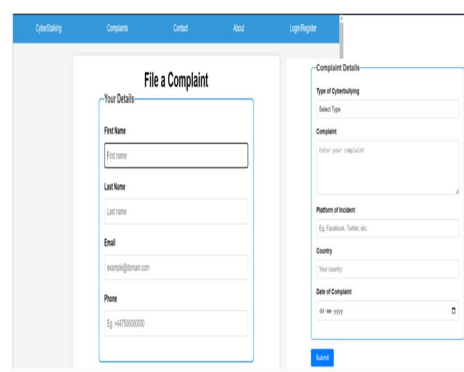 CyberStalking Complaints Contact About Login/Register
File a Complaint
Your Details
First Name
First name
Last Name
Last name
Email
example@domain.com
Phone
Eg. +44750000000
Complaint Details
Type of Cyberbullying
Select Type
Complaint
Enter your complaint
Platform of Incident
Eg. Facebook, Twitter, etc.
Country
Your country
Date of Complaint
dd-mm-yyyy
Submit